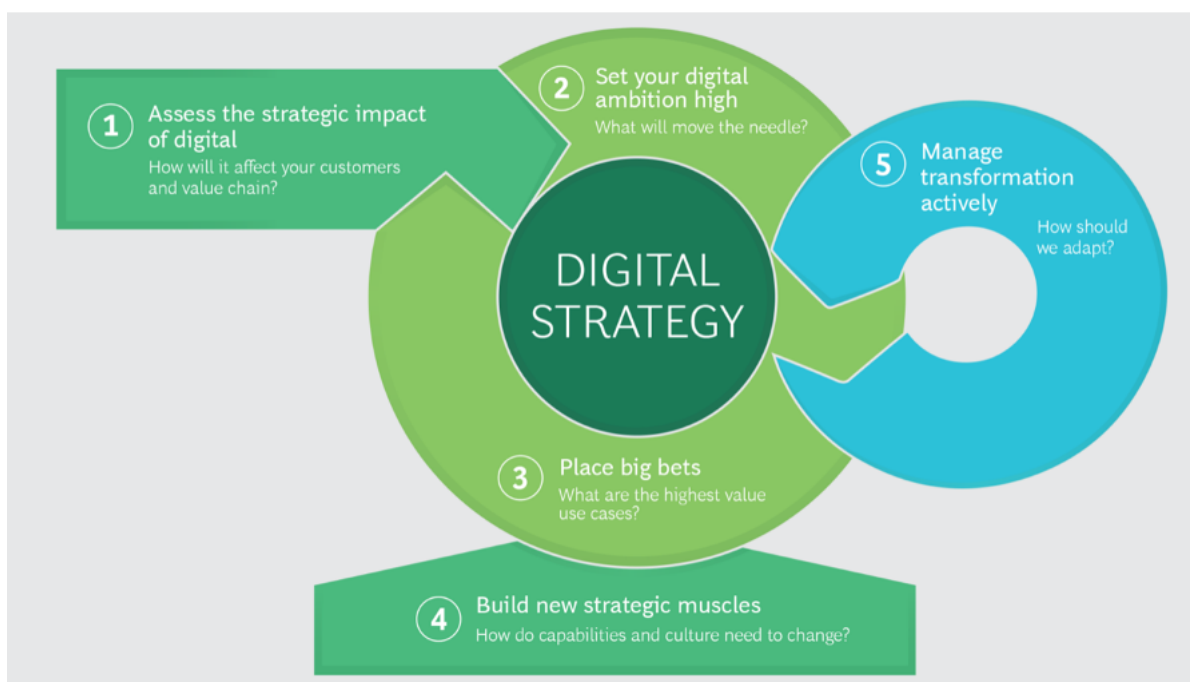 1
Assess the strategic impact
of digital
How will it affect your customers
and value chain?
2
Set your digital
ambition high
What will move the needle?
5
Manage
transformation
actively
How should
we adapt?
DIGITAL
STRATEGY
3
Place big bets
What are the highest value
use cases?
4
Build new strategic muscles
How do capabilities and culture need to change?